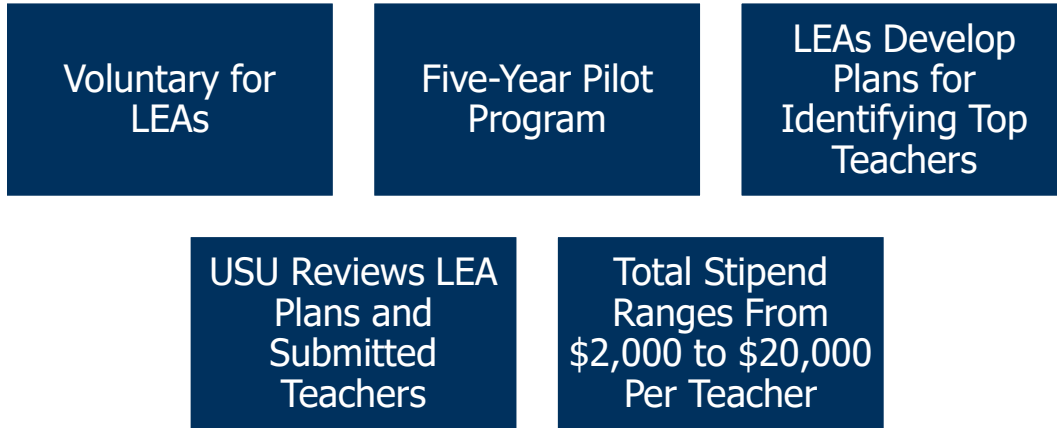 Voluntary for
LEAs
Five-Year Pilot
Program
LEAs Develop
Plans for
Identifying Top
Teachers
USU Reviews LEA
Plans and
Submitted
Teachers
Total Stipend
Ranges From
$2,000 to $20,000
Per Teacher